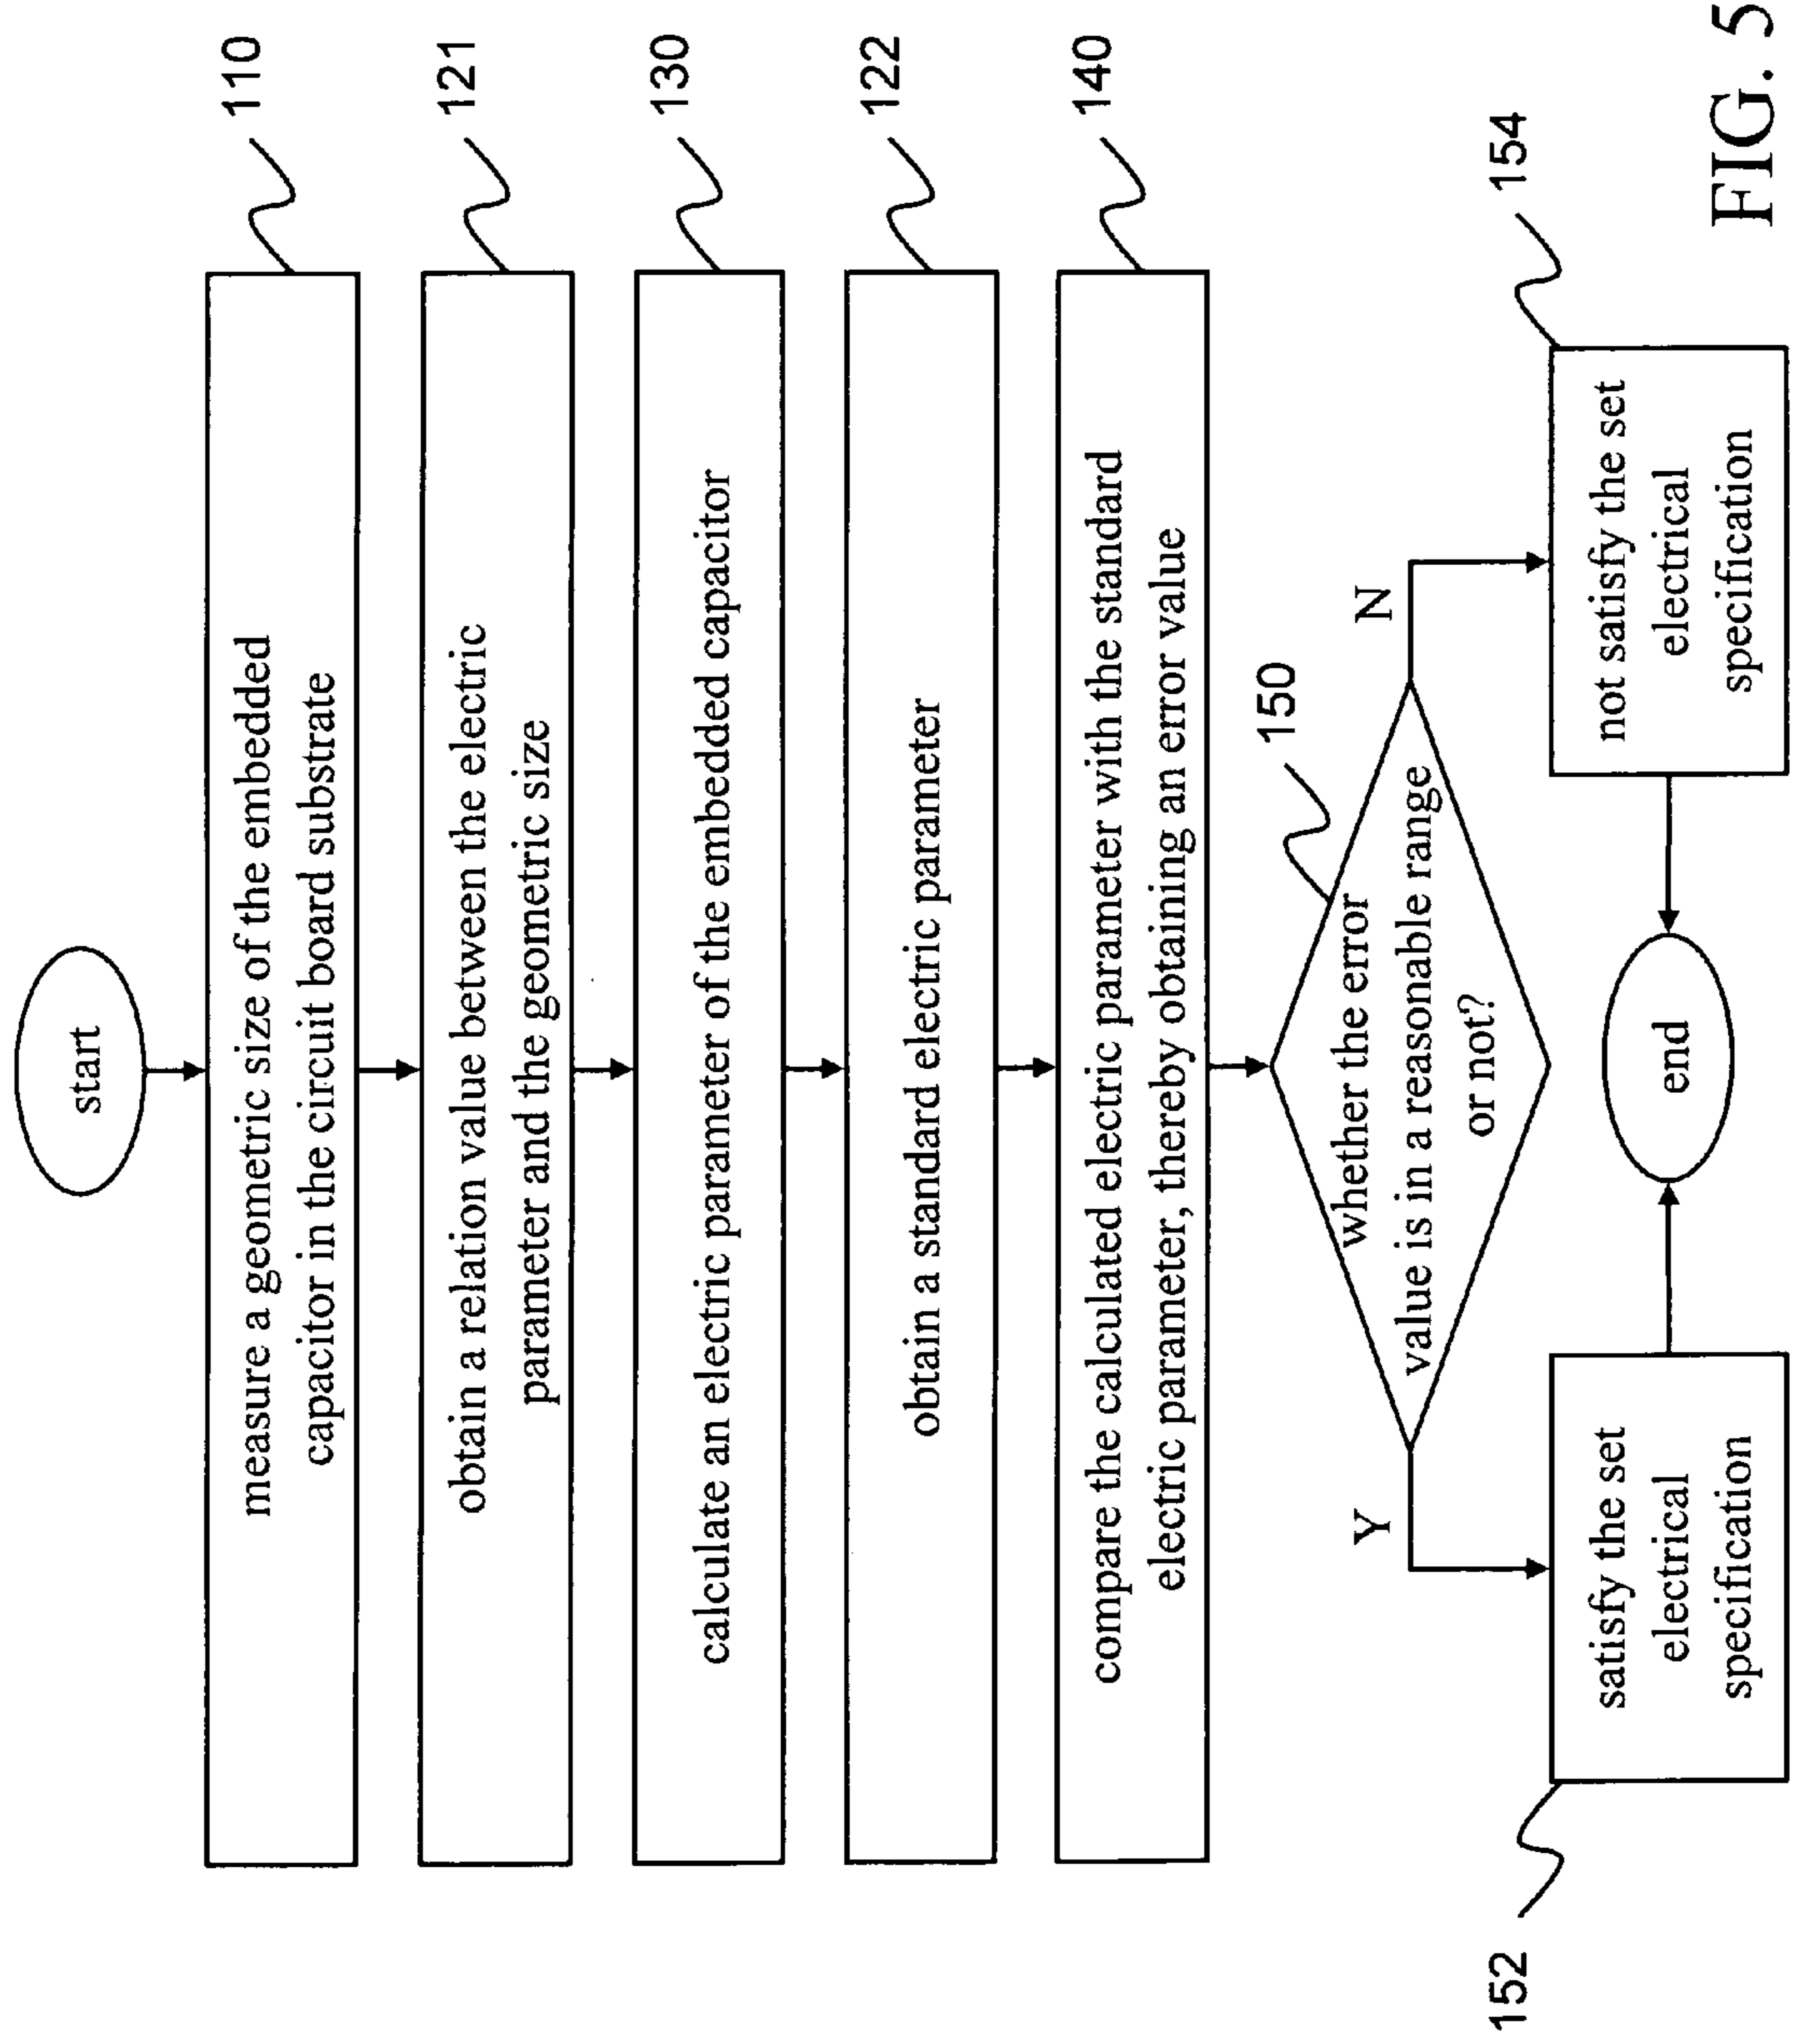 start
110
measure a geometric size of the embedded
capacitor in the circuit board substrate
121
obtain a relation value between the electric
parameter and the geometric size
130
calculate an electric parameter of the embedded capacitor
122
obtain a standard electric parameter
140
compare the calculated electric parameter with the standard
electric parameter, thereby obtaining an error value
150
whether the error
value is in a reasonable range
or not?
Y
N
152
satisfy the set
electrical
specification
154
not satisfy the set
electrical
specification
end
FIG. 5